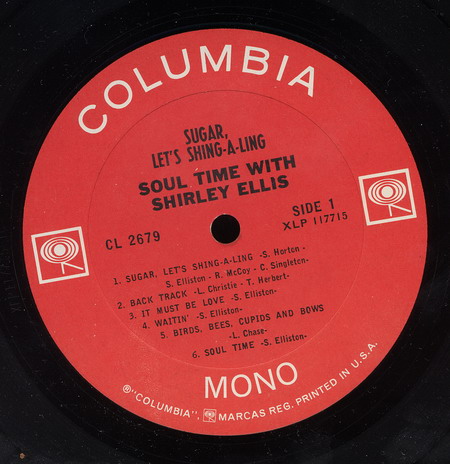 COLUMBIA
SUGAR,
LET'S SHING-A-LING
SOUL TIME WITH
SHIRLEY ELLIS
CL 2679
SIDE 1
XLP 117715
1. SUGAR, LET'S SHING-A-LING -S. Horton -
S. Elliston - R. McCoy - C. Singleton-
2. BACK TRACK -L. Christie - T. Herbert-
3. IT MUST BE LOVE -S. Elliston-
4. WAITIN' -S. Elliston-
5. BIRDS, BEES, CUPIDS AND BOWS
-L. Chase-
6. SOUL TIME -S. Elliston-
MONO
®"COLUMBIA", MARCAS REG. PRINTED IN U.S.A.